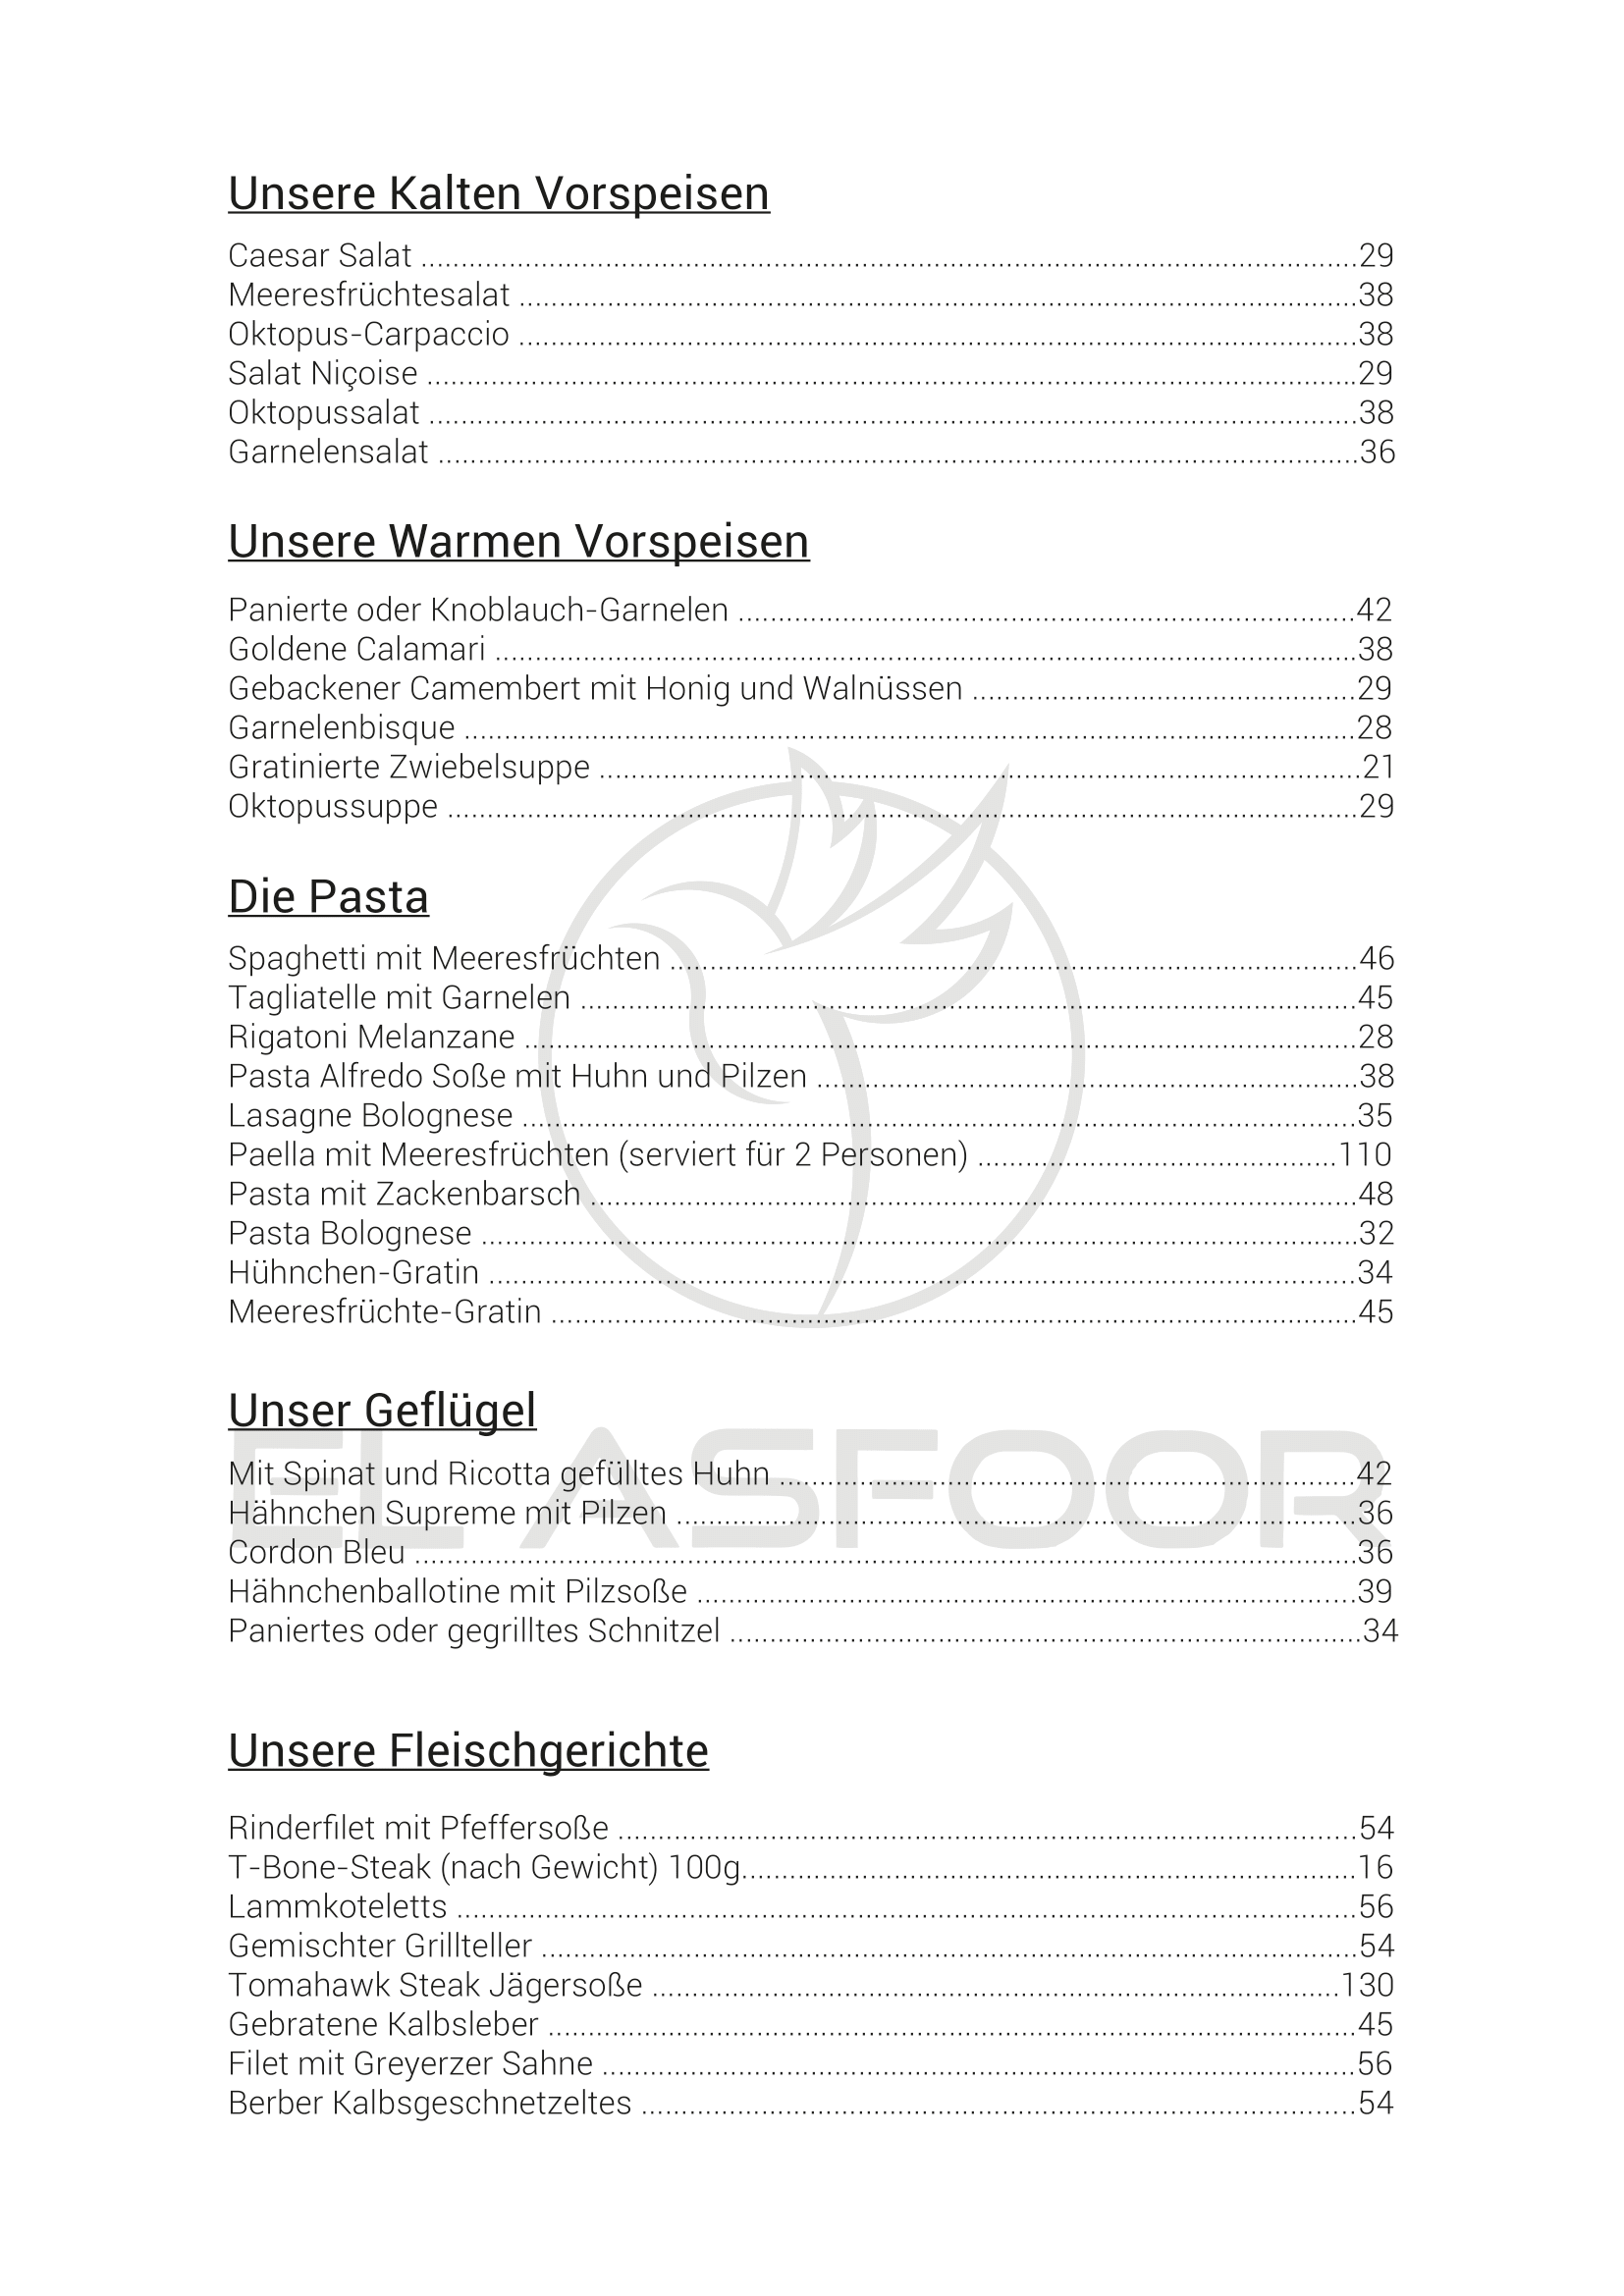 Unsere Kalten Vorspeisen
Caesar Salat ........................................................................................................................29
Meeresfrüchtesalat ...........................................................................................................38
Oktopus-Carpaccio ...........................................................................................................38
Salat Niçoise .......................................................................................................................29
Oktopussalat .......................................................................................................................38
Garnelensalat ......................................................................................................................36
Unsere Warmen Vorspeisen
Panierte oder Knoblauch-Garnelen ...............................................................................42
Goldene Calamari ..............................................................................................................38
Gebackener Camembert mit Honig und Walnüssen .................................................29
Garnelenbisque ..................................................................................................................28
Gratinierte Zwiebelsuppe .................................................................................................21
Oktopussuppe ....................................................................................................................29
Die Pasta
Spaghetti mit Meeresfrüchten ........................................................................................46
Tagliatelle mit Garnelen ...................................................................................................45
Rigatoni Melanzane ..........................................................................................................28
Pasta Alfredo Soße mit Huhn und Pilzen .....................................................................38
Lasagne Bolognese ..........................................................................................................35
Paella mit Meeresfrüchten (serviert für 2 Personen) ..............................................110
Pasta mit Zackenbarsch ..................................................................................................48
Pasta Bolognese ................................................................................................................32
Hühnchen-Gratin ...............................................................................................................34
Meeresfrüchte-Gratin .......................................................................................................45
Unser Geflügel
EL ASFOOR
Mit Spinat und Ricotta gefülltes Huhn ..........................................................................42
Hähnchen Supreme mit Pilzen .......................................................................................36
Cordon Bleu ........................................................................................................................36
Hähnchenballotine mit Pilzsoße ....................................................................................39
Paniertes oder gegrilltes Schnitzel .................................................................................34
Unsere Fleischgerichte
Rinderfilet mit Pfeffersoße ..............................................................................................54
T-Bone-Steak (nach Gewicht) 100g...............................................................................16
Lammkoteletts ...................................................................................................................56
Gemischter Grillteller ........................................................................................................54
Tomahawk Steak Jägersoße ........................................................................................130
Gebratene Kalbsleber .......................................................................................................45
Filet mit Greyerzer Sahne ................................................................................................56
Berber Kalbsgeschnetzeltes ...........................................................................................54